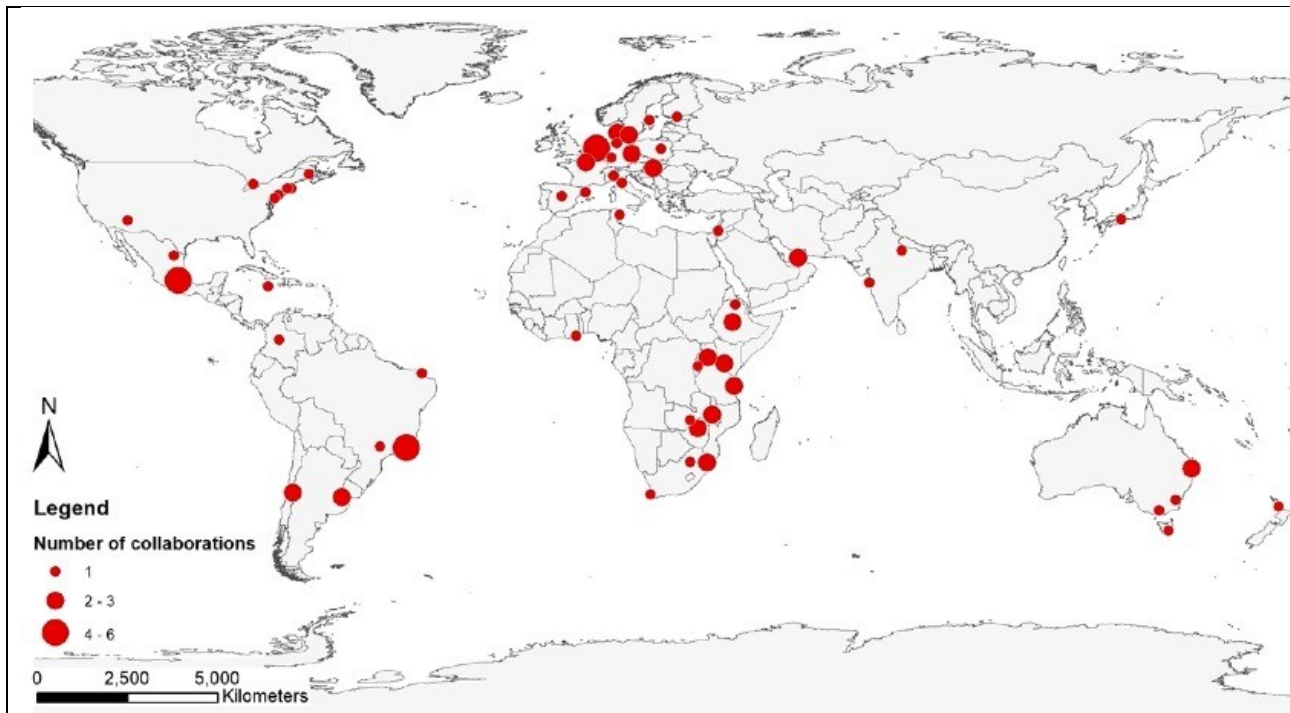 N
Legend
Number of collaborations
1
2 - 3
4 - 6
0 2,500 5,000
Kilometers